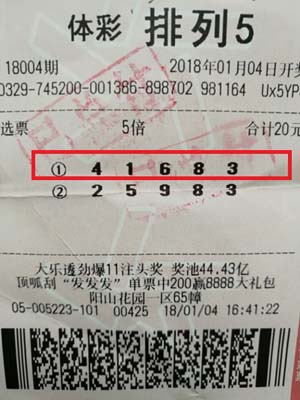 体彩 排列5
18004期 2018年01月04日开奖
0329-745200-001386-898702 981164 Ux5YP
选票 5倍 合计20元
① 4 1 6 8 3
② 2 5 9 8 3
大乐透劲爆11注头奖 奖池44.43亿
顶呱刮“发发发”单票中200赢8888大礼包
阳山花园一区65幢
05-005223-101 00425 18/01/04 16:41:22